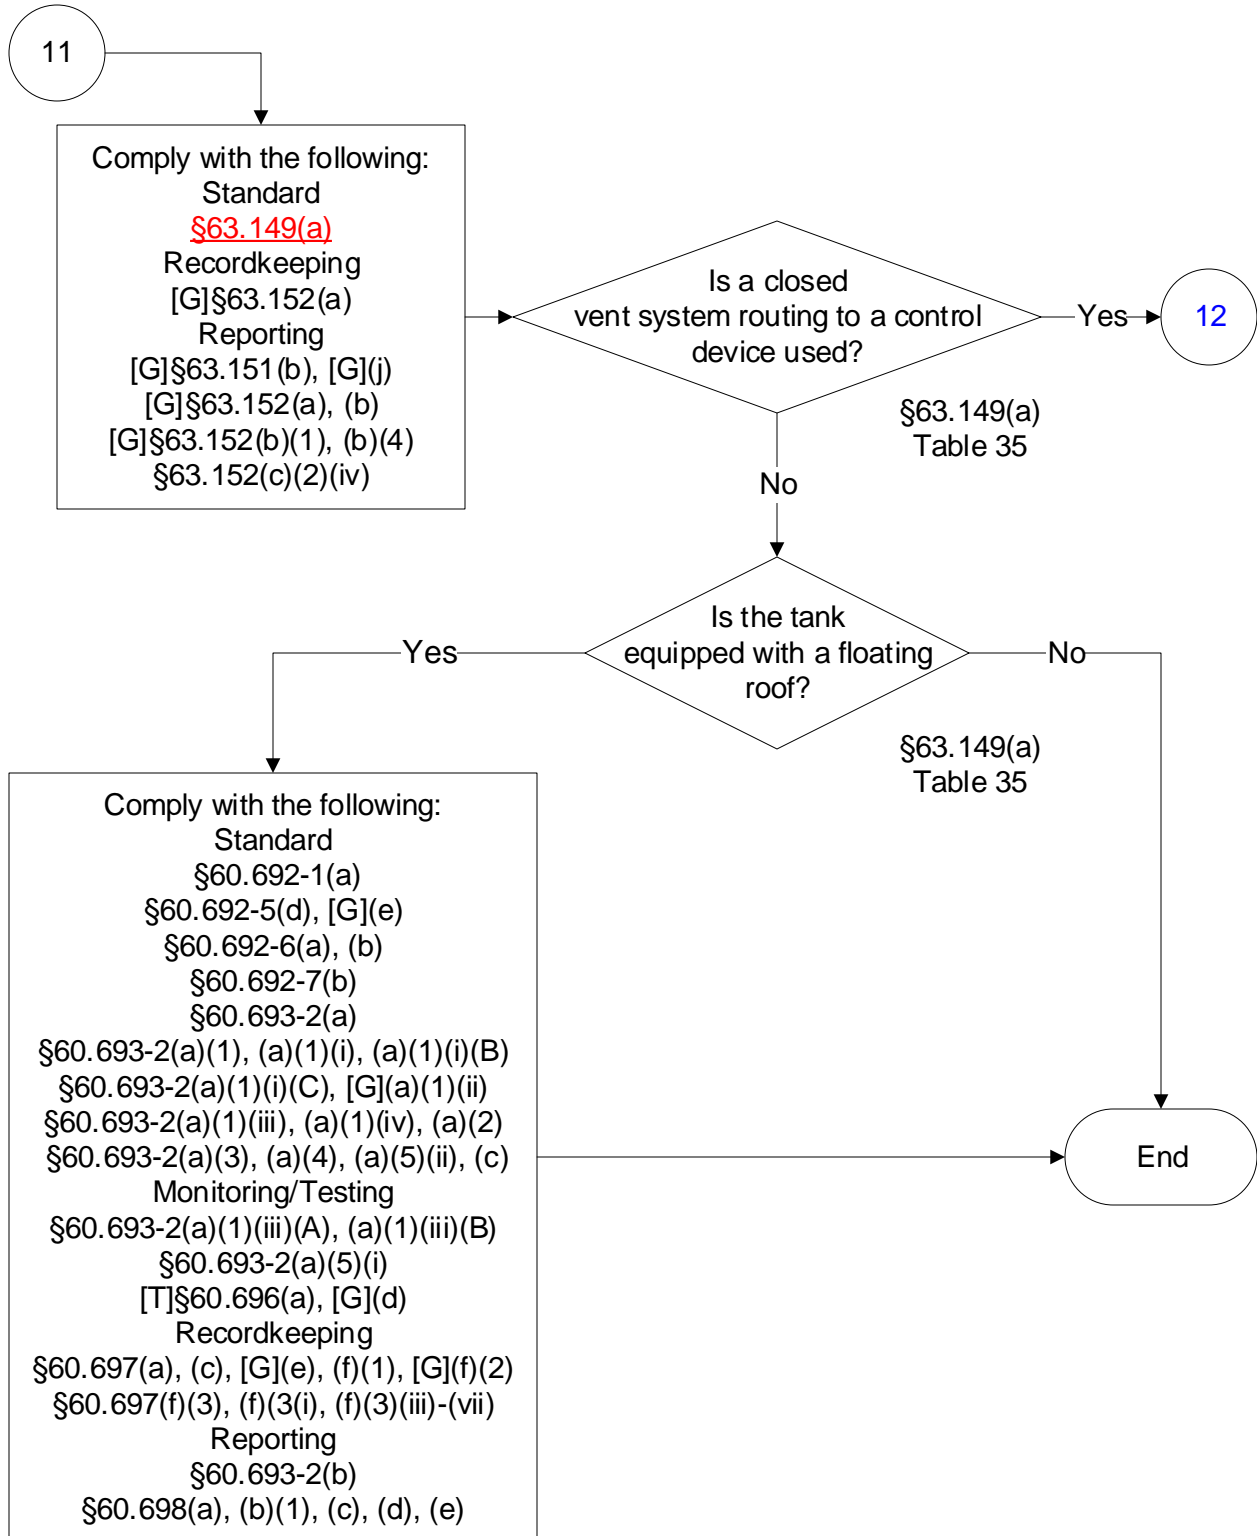 11
Comply with the following:
Standard
§63.149(a)
Recordkeeping
[G]§63.152(a)
Reporting
[G]§63.151(b), [G](j)
[G]§63.152(a), (b)
[G]§63.152(b)(1), (b)(4)
§63.152(c)(2)(iv)
Is a closed
vent system routing to a control
device used?
Yes
12
§63.149(a)
Table 35
No
Is the tank
equipped with a floating
roof?
Yes
No
§63.149(a)
Table 35
Comply with the following:
Standard
§60.692-1(a)
§60.692-5(d), [G](e)
§60.692-6(a), (b)
§60.692-7(b)
§60.693-2(a)
§60.693-2(a)(1), (a)(1)(i), (a)(1)(i)(B)
§60.693-2(a)(1)(i)(C), [G](a)(1)(ii)
§60.693-2(a)(1)(iii), (a)(1)(iv), (a)(2)
§60.693-2(a)(3), (a)(4), (a)(5)(ii), (c)
Monitoring/Testing
§60.693-2(a)(1)(iii)(A), (a)(1)(iii)(B)
§60.693-2(a)(5)(i)
[T]§60.696(a), [G](d)
Recordkeeping
§60.697(a), (c), [G](e), (f)(1), [G](f)(2)
§60.697(f)(3), (f)(3(i), (f)(3)(iii)-(vii)
Reporting
§60.693-2(b)
§60.698(a), (b)(1), (c), (d), (e)
End